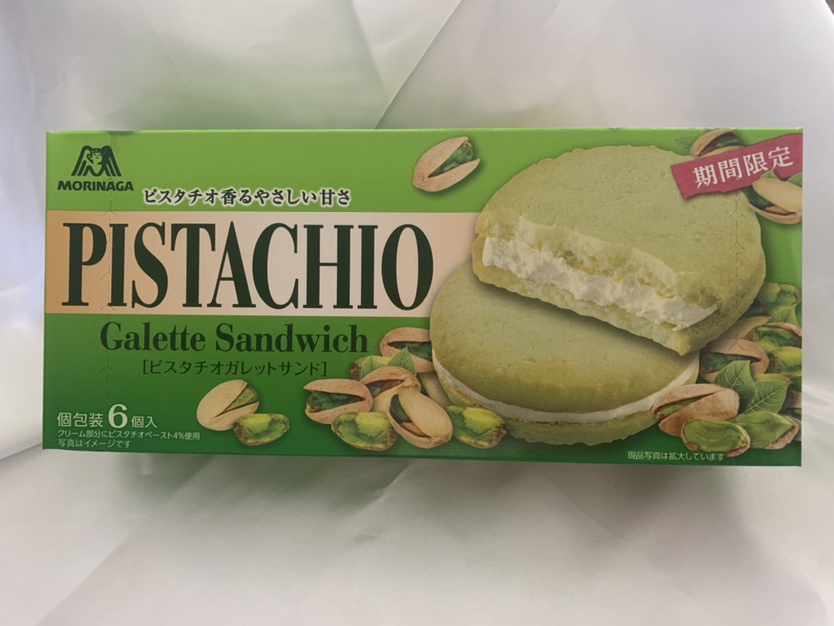 MORINAGA
ピスタチオ香るやさしい甘さ
期間限定
PISTACHIO
Galette Sandwich
[ピスタチオガレットサンド]
個包装6個入
クリーム部分にピスタチオペースト4%使用
写真はイメージです
現品写真は拡大しています